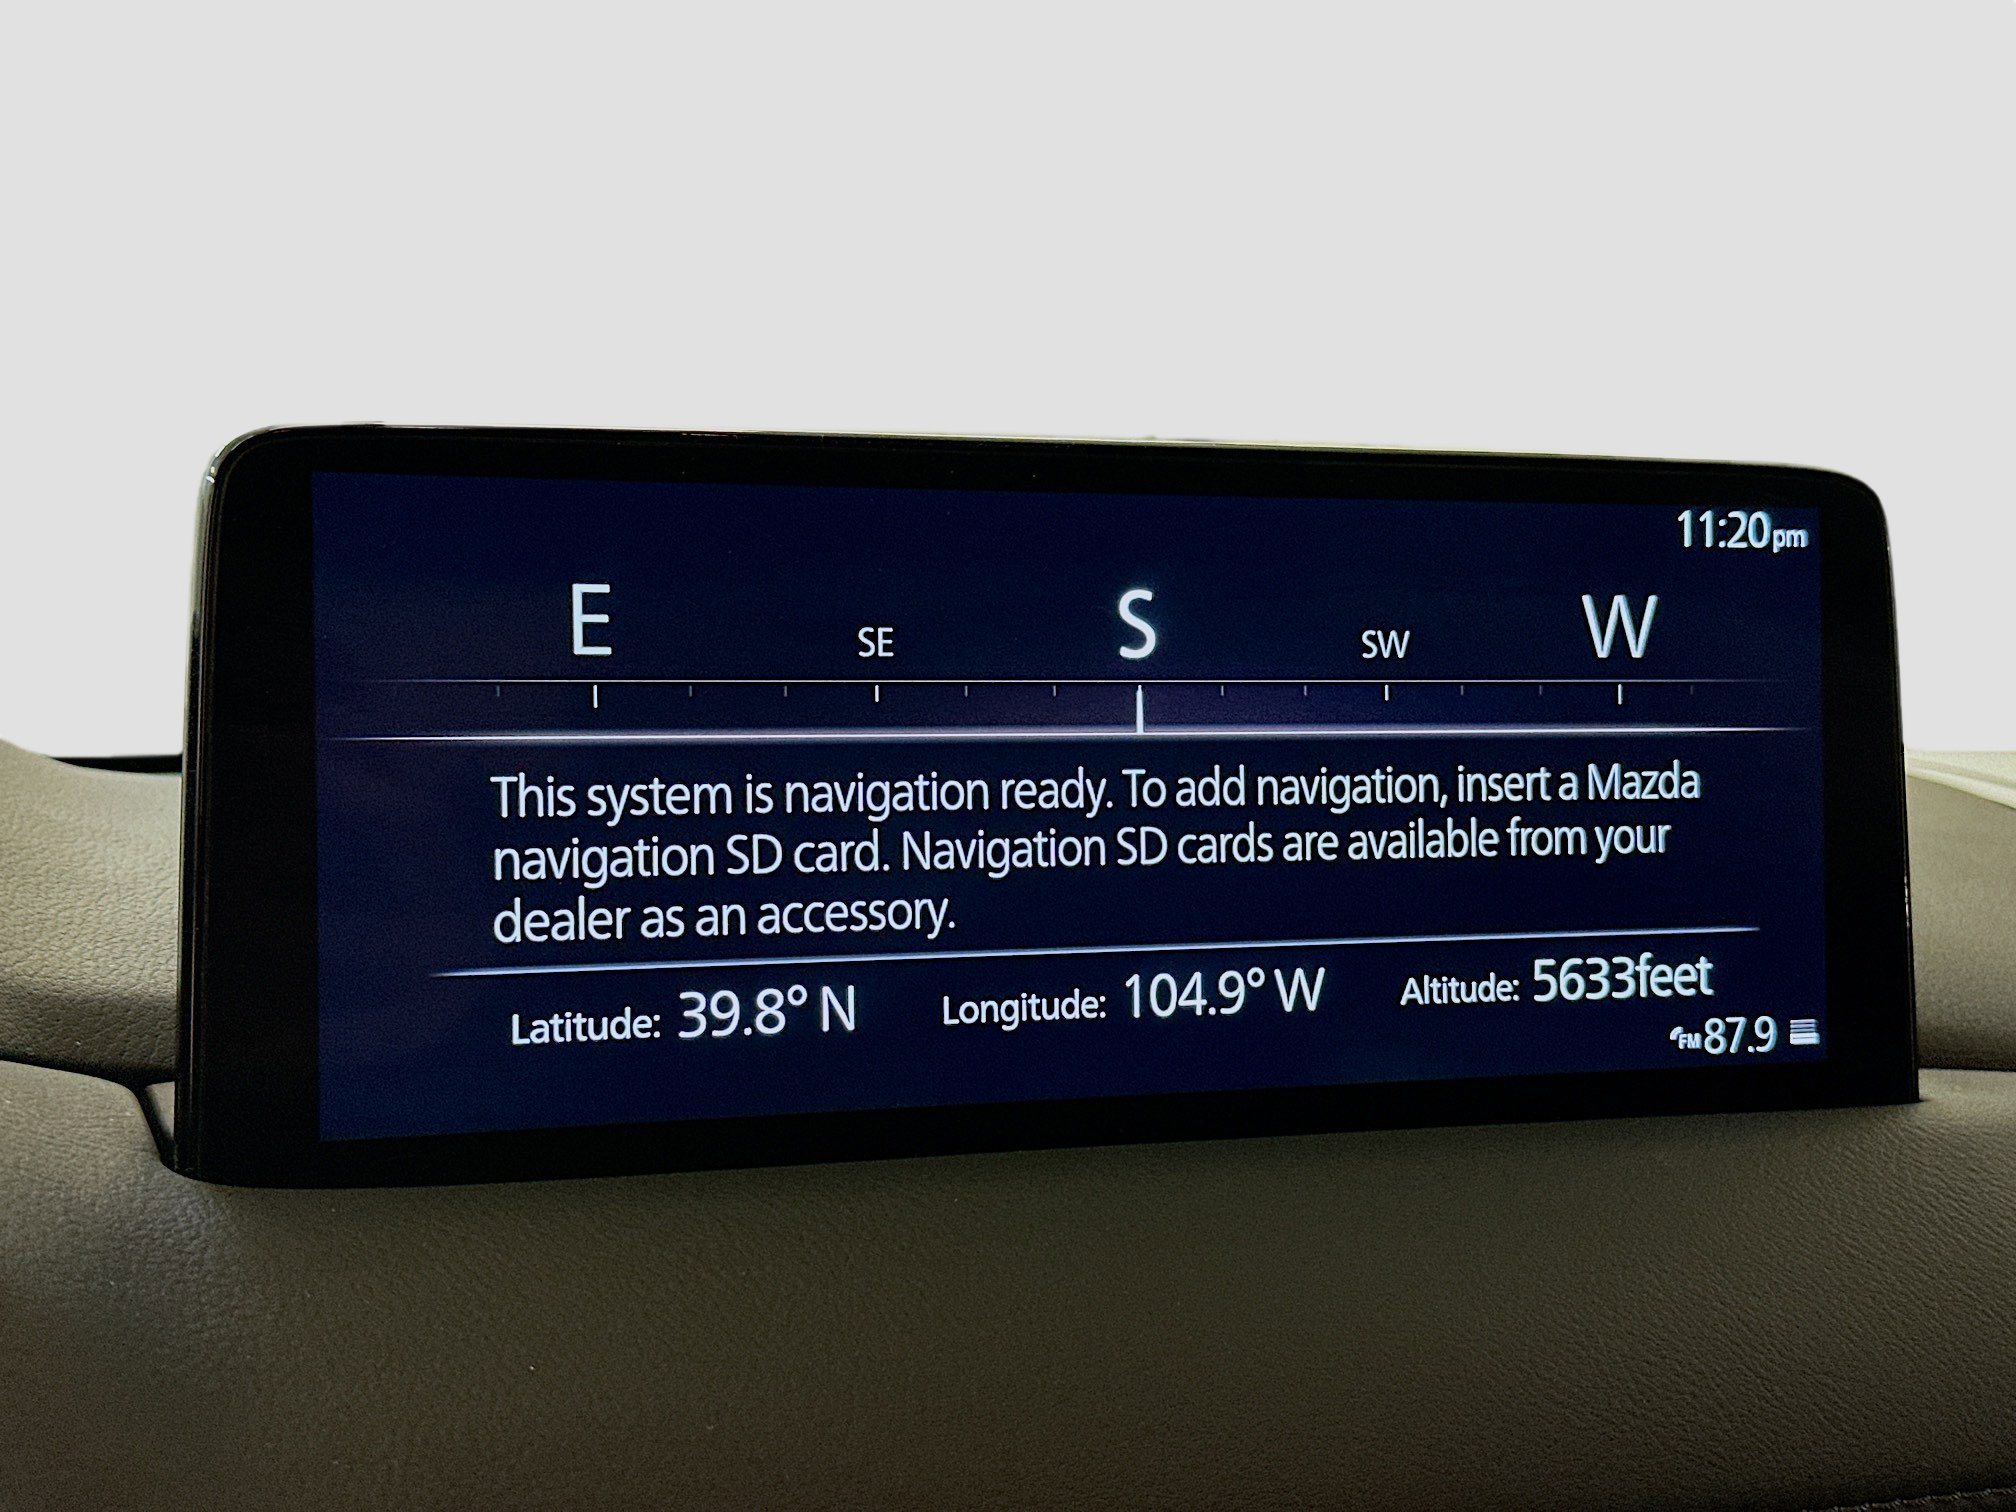 11:20pm
E SE S SW W
This system is navigation ready. To add navigation, insert a Mazda
navigation SD card. Navigation SD cards are available from your
dealer as an accessory.
Latitude: 39.8° N Longitude: 104.9° W Altitude: 5633feet
FM 87.9